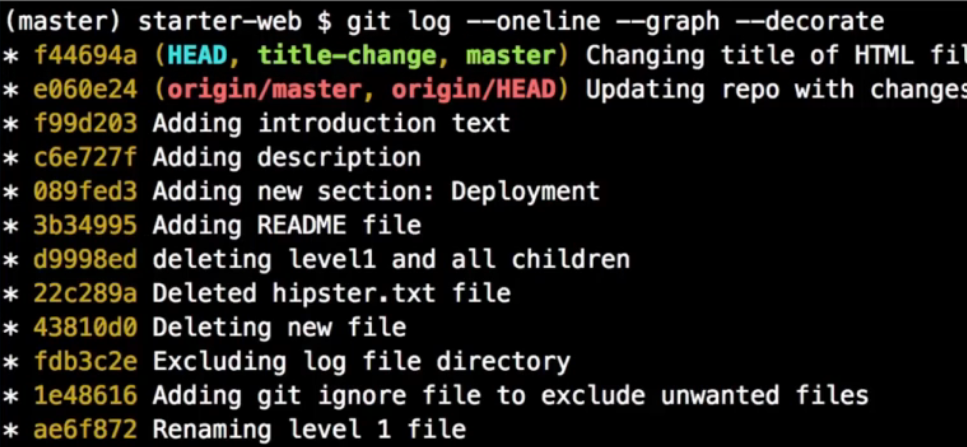 (master) starter-web $ git log --oneline --graph --decorate
* f44694a (HEAD, title-change, master) Changing title of HTML fil
* e060e24 (origin/master, origin/HEAD) Updating repo with changes
* f99d203 Adding introduction text
* c6e727f Adding description
* 089fed3 Adding new section: Deployment
* 3b34995 Adding README file
* d9998ed deleting level1 and all children
* 22c289a Deleted hipster.txt file
* 43810d0 Deleting new file
* fdb3c2e Excluding log file directory
* 1e48616 Adding git ignore file to exclude unwanted files
* ae6f872 Renaming level 1 file